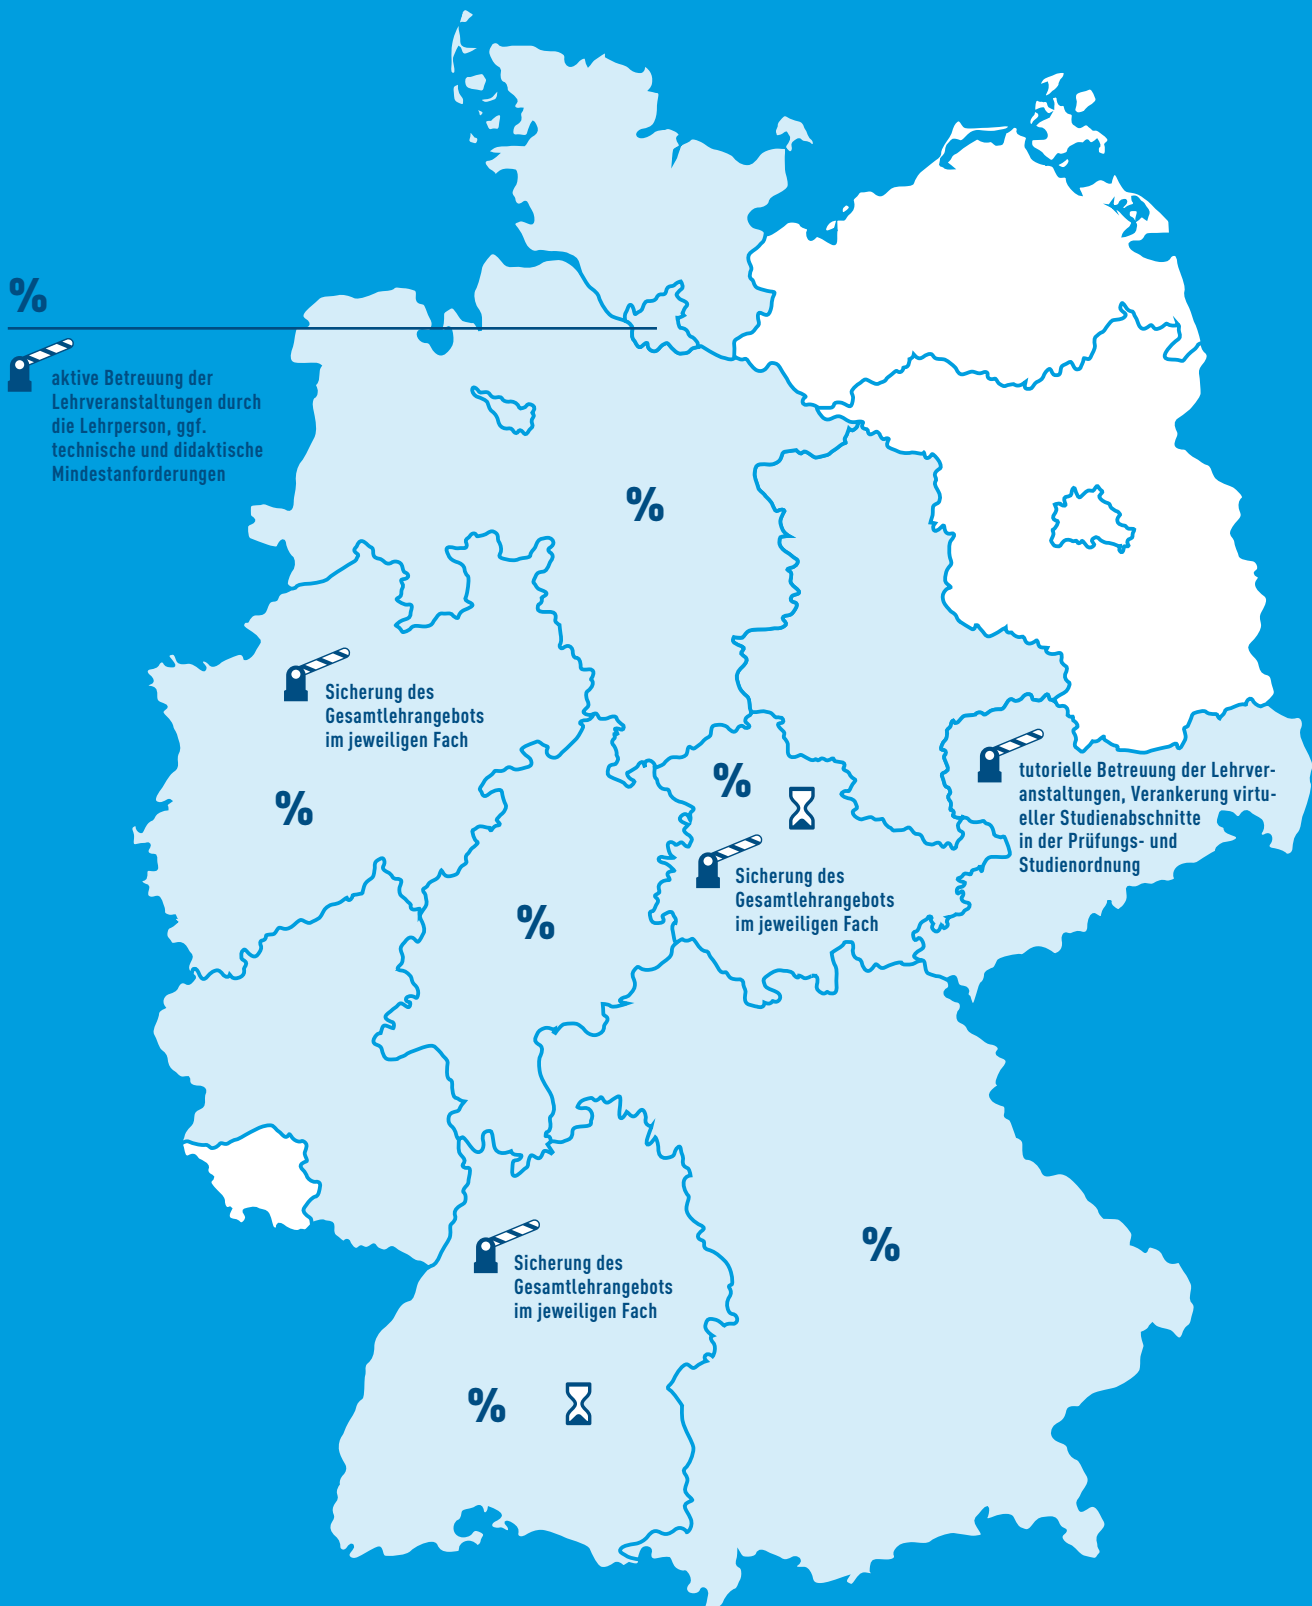 %
aktive Betreuung der
Lehrveranstaltungen durch
die Lehrperson, ggf.
technische und didaktische
Mindestanforderungen
%
Sicherung des
Gesamtlehrangebots
im jeweiligen Fach
%
%
Sicherung des
Gesamtlehrangebots
im jeweiligen Fach
tutorielle Betreuung der Lehrver-
anstaltungen, Verankerung virtu-
eller Studienabschnitte
in der Prüfungs- und
Studienordnung
%
Sicherung des
Gesamtlehrangebots
im jeweiligen Fach
%
%